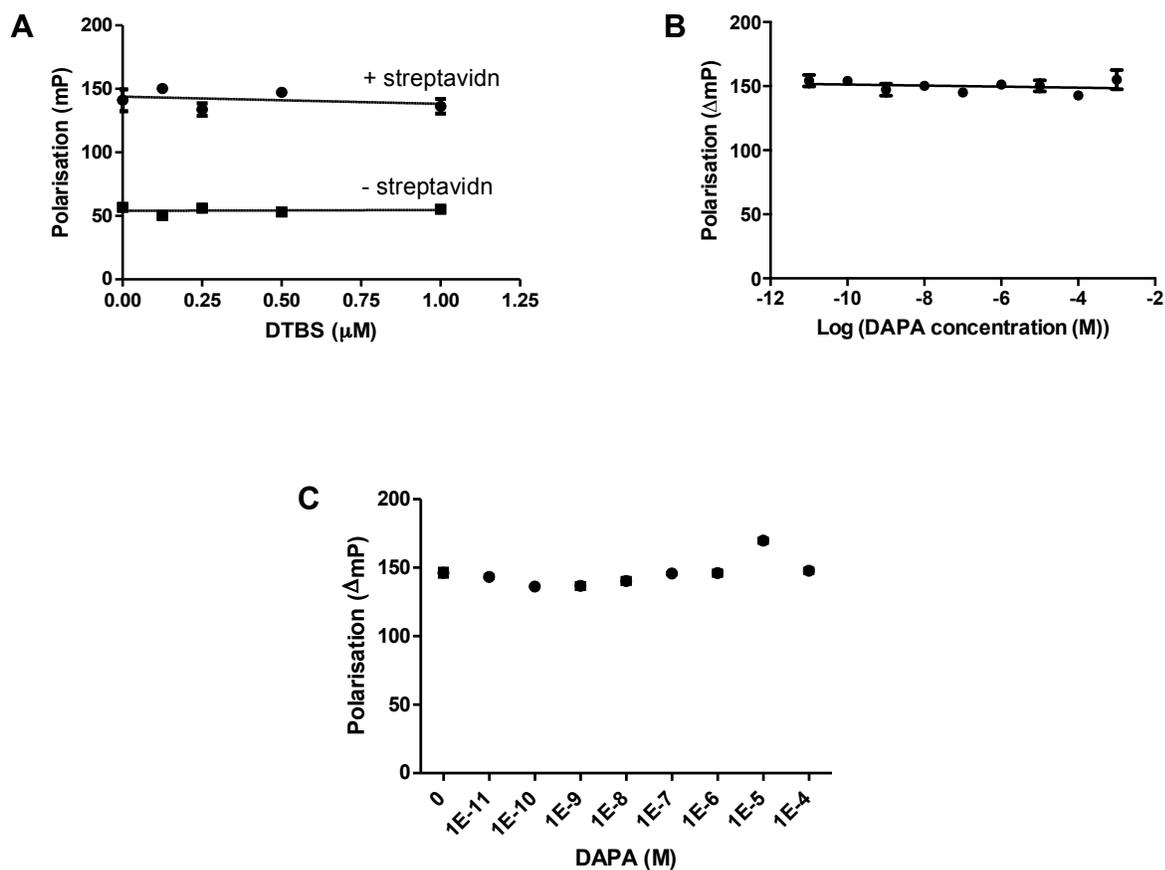 A
Polarisation (mP)
200
150
100
50
0
+ streptavidn
- streptavidn
0.00 0.25 0.50 0.75 1.00 1.25
DTBS (µM)
B
Polarisation (ΔmP)
200
150
100
50
0
-12 -10 -8 -6 -4 -2
Log (DAPA concentration (M))
C
Polarisation (ΔmP)
200
150
100
50
0
0 1E-11 1E-10 1E-9 1E-8 1E-7 1E-6 1E-5 1E-4
DAPA (M)